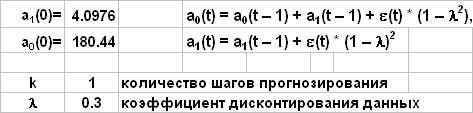 a₁(0)= 4.0976 a₀(t) = a₀(t – 1) + a₁(t – 1) + ε(t) * (1 – λ²),
a₀(0)= 180.44 a₁(t) = a₁(t – 1) + ε(t) * (1 – λ)²
k 1 количество шагов прогнозирования
λ 0.3 коэффициент дисконтирования данных